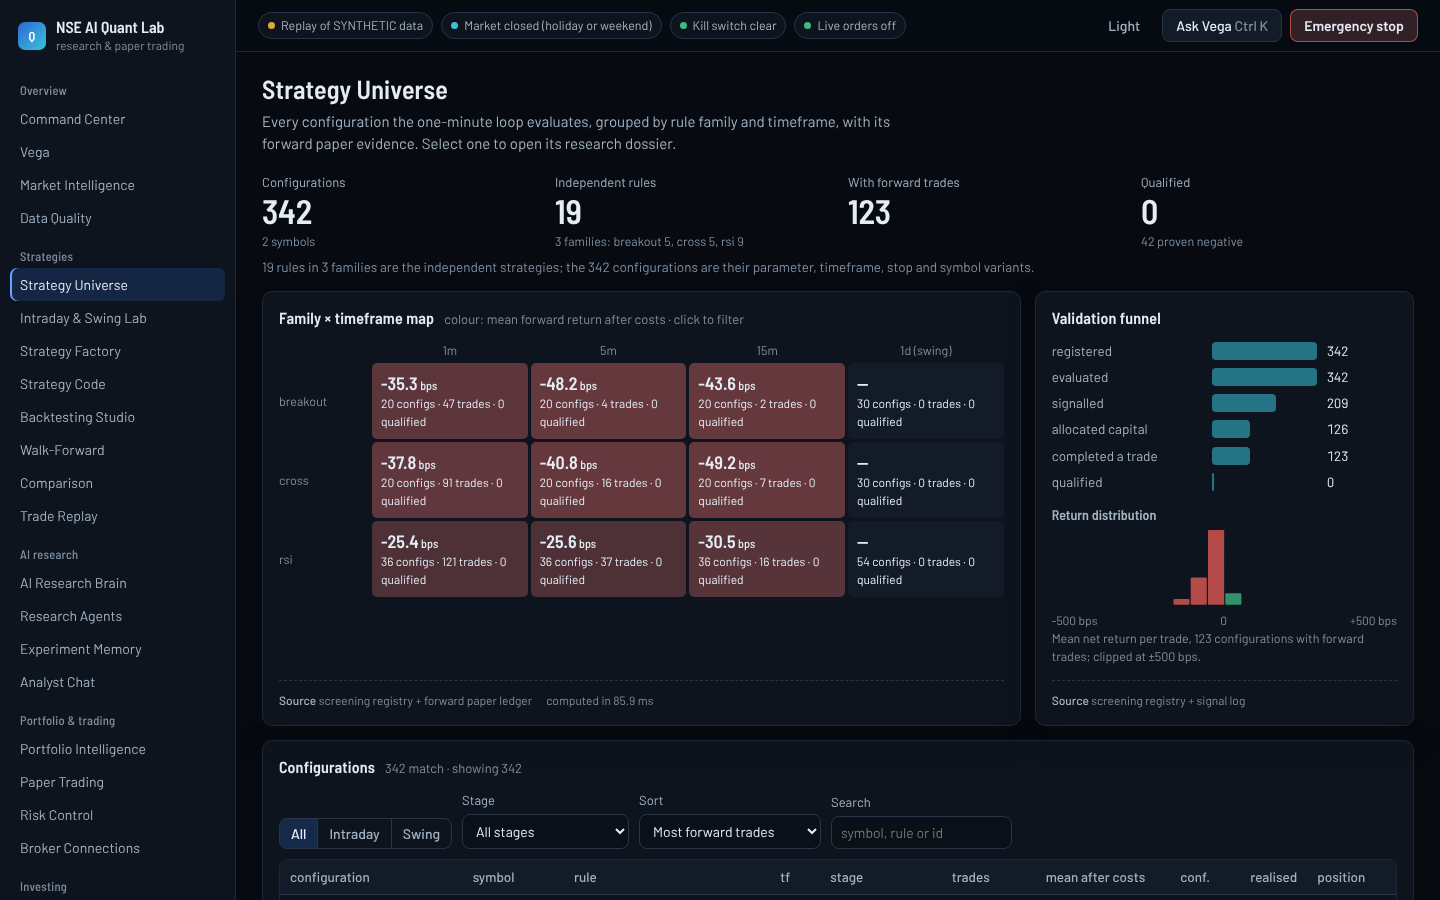 Q
NSE AI Quant Lab
research & paper trading
Overview
Command Center
Vega
Market Intelligence
Data Quality
Strategies
Strategy Universe
Intraday & Swing Lab
Strategy Factory
Strategy Code
Backtesting Studio
Walk-Forward
Comparison
Trade Replay
AI research
AI Research Brain
Research Agents
Experiment Memory
Analyst Chat
Portfolio & trading
Portfolio Intelligence
Paper Trading
Risk Control
Broker Connections
Investing
Replay of SYNTHETIC data
Market closed (holiday or weekend)
Kill switch clear
Live orders off
Light
Ask Vega Ctrl K
Emergency stop
Strategy Universe
Every configuration the one-minute loop evaluates, grouped by rule family and timeframe, with its
forward paper evidence. Select one to open its research dossier.
Configurations
342
2 symbols
Independent rules
19
3 families: breakout 5, cross 5, rsi 9
With forward trades
123
Qualified
0
42 proven negative
19 rules in 3 families are the independent strategies; the 342 configurations are their parameter, timeframe, stop and symbol variants.
Family × timeframe map colour: mean forward return after costs · click to filter
1m 5m 15m 1d (swing)
breakout
-35.3 bps
20 configs · 47 trades · 0
qualified
-48.2 bps
20 configs · 4 trades · 0
qualified
-43.6 bps
20 configs · 2 trades · 0
qualified
—
30 configs · 0 trades · 0
qualified
cross
-37.8 bps
20 configs · 91 trades · 0
qualified
-40.8 bps
20 configs · 16 trades · 0
qualified
-49.2 bps
20 configs · 7 trades · 0
qualified
—
30 configs · 0 trades · 0
qualified
rsi
-25.4 bps
36 configs · 121 trades · 0
qualified
-25.6 bps
36 configs · 37 trades · 0
qualified
-30.5 bps
36 configs · 16 trades · 0
qualified
—
54 configs · 0 trades · 0
qualified
Source screening registry + forward paper ledger computed in 85.9 ms
Validation funnel
registered 342
evaluated 342
signalled 209
allocated capital 126
completed a trade 123
qualified 0
Return distribution
-500 bps 0 +500 bps
Mean net return per trade, 123 configurations with forward
trades; clipped at ±500 bps.
Source screening registry + signal log
Configurations 342 match · showing 342
All Intraday Swing
Stage
All stages
Sort
Most forward trades
Search
symbol, rule or id
configuration symbol rule tf stage trades mean after costs conf. realised position